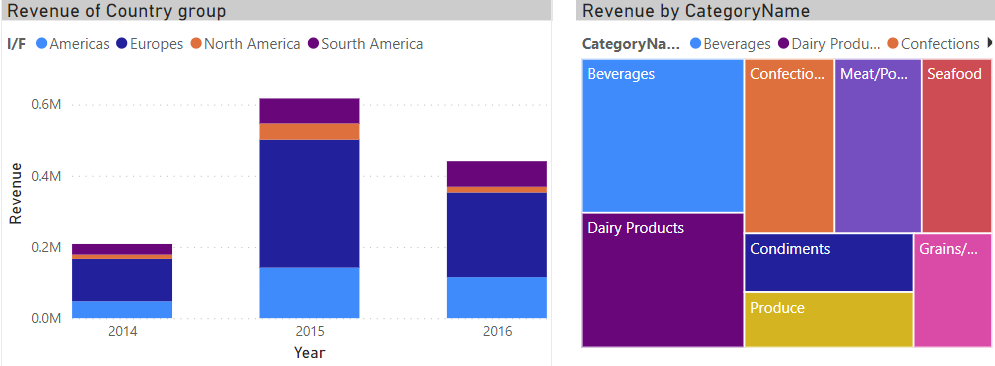 Revenue of Country group
I/F Americas Europes North America Sourth America
0.6M
0.4M
0.2M
0.0M
Revenue
2014 2015 2016
Year
Revenue by CategoryName
CategoryNa... Beverages Dairy Produ... Confections
Beverages
Confectio...
Meat/Po...
Seafood
Dairy Products
Condiments
Grains/...
Produce